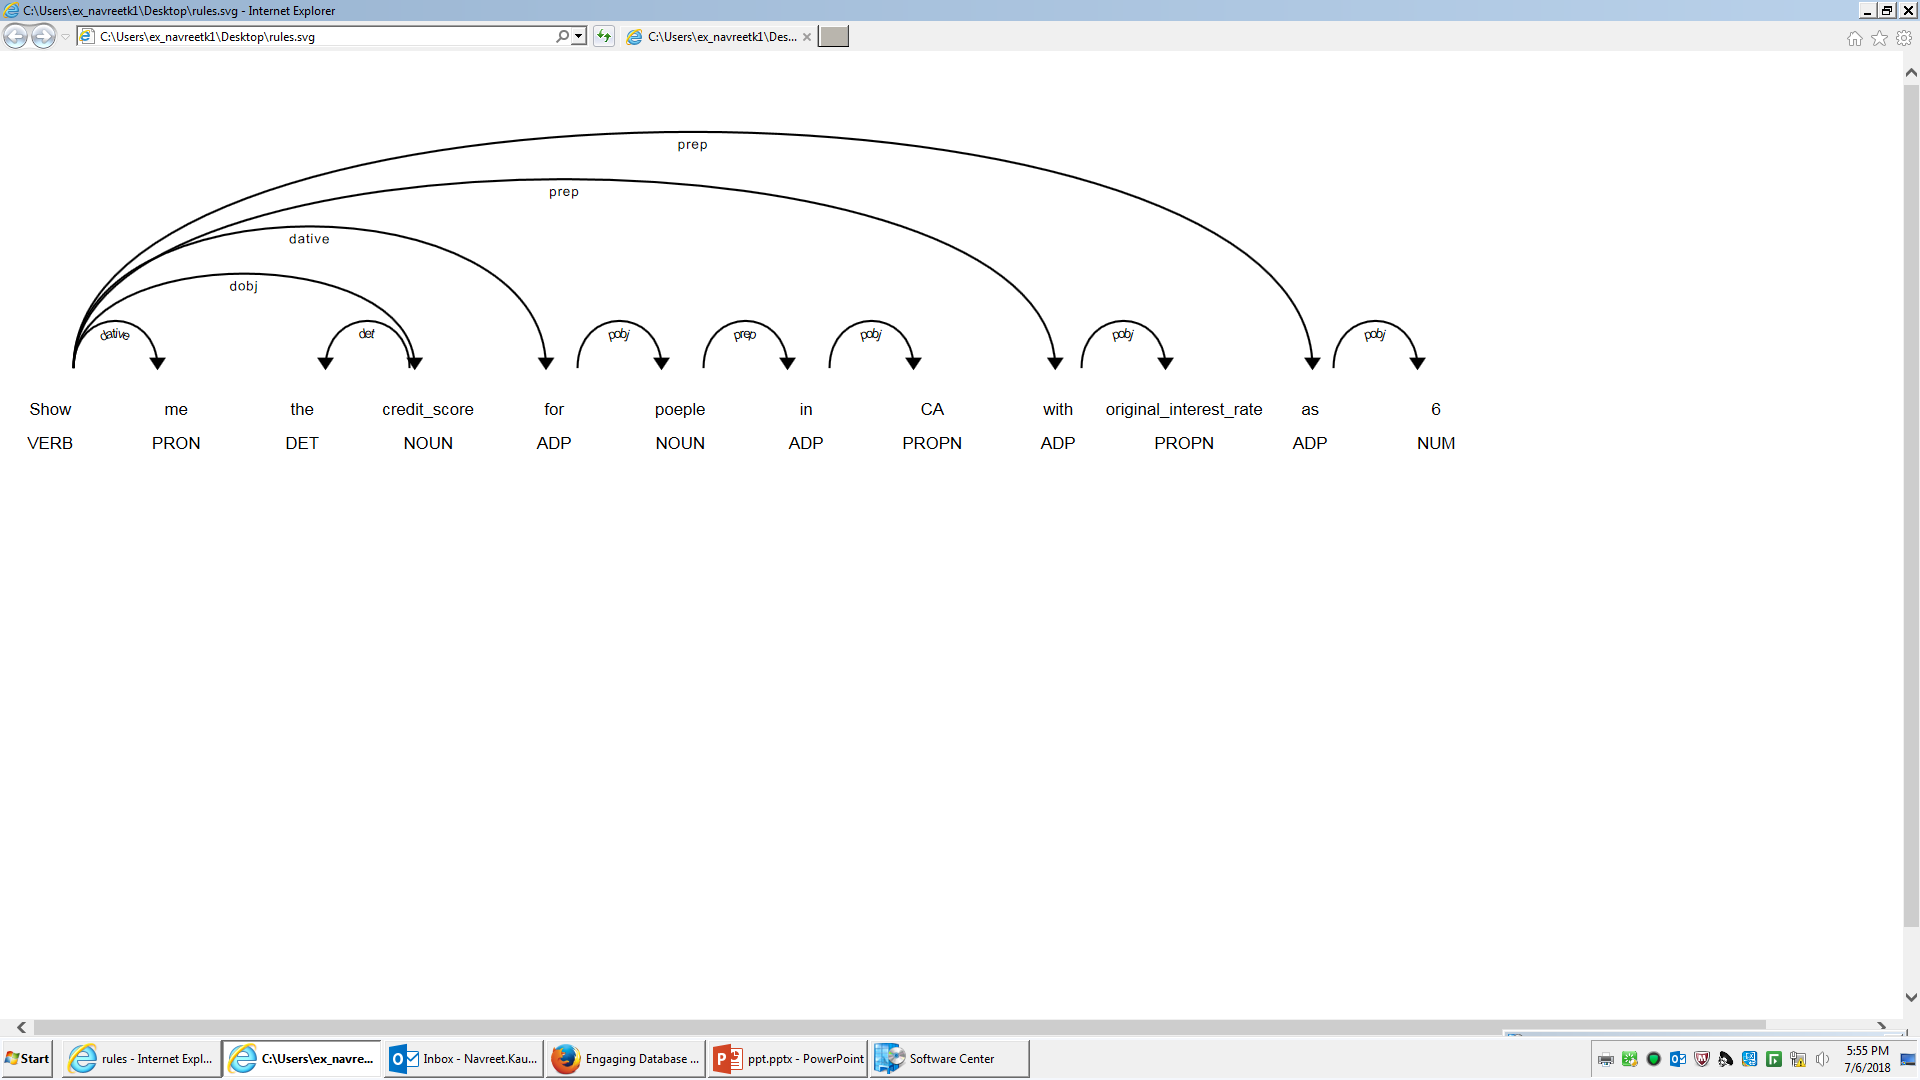 C:\Users\ex_navreetk1\Desktop\rules.svg - Internet Explorer
C:\Users\ex_navreetk1\Desktop\rules.svg
C:\Users\ex_navreetk1\Des...
prep
prep
dative
dobj
dative det pobj prep pobj pobj pobj
Show me the credit_score for poeple in CA with original_interest_rate as 6
VERB PRON DET NOUN ADP NOUN ADP PROPN ADP PROPN ADP NUM
Start rules - Internet Expl... C:\Users\ex_navre... Inbox - Navreet.Kau... Engaging Database ... ppt.pptx - PowerPoint Software Center 5:55 PM
7/6/2018